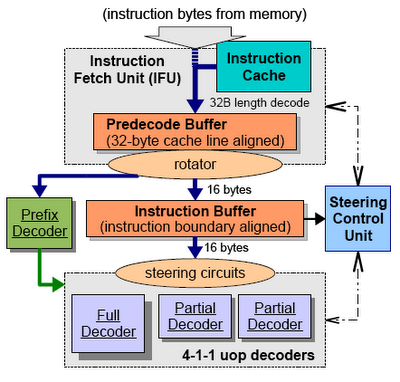 (instruction bytes from memory)
Instruction
Fetch Unit (IFU)
Instruction
Cache
32B length decode
Predecode Buffer
(32-byte cache line aligned)
rotator
16 bytes
Prefix
Decoder
Instruction Buffer
(instruction boundary aligned)
Steering
Control
Unit
16 bytes
steering circuits
Full
Decoder
Partial
Decoder
Partial
Decoder
4-1-1 uop decoders